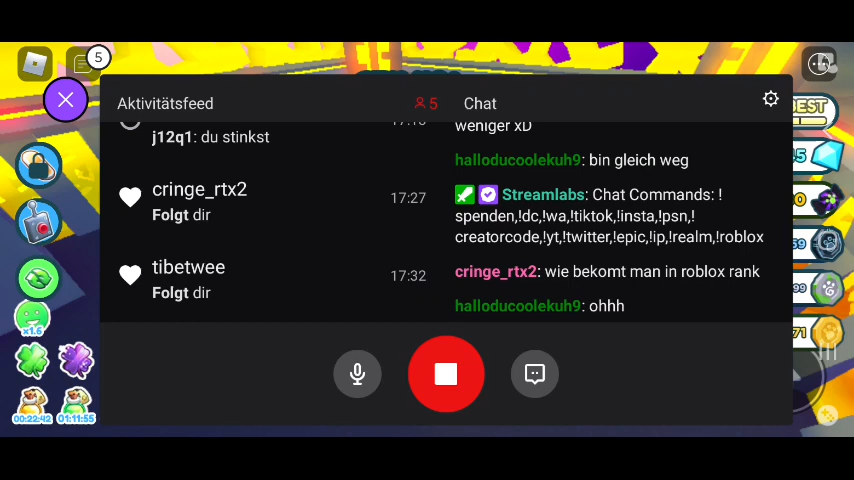 5
Aktivitätsfeed
5
Chat
weniger xD
j12q1: du stinkst
halloducoolekuh9: bin gleich weg
cringe_rtx2
17:27
Folgt dir
Streamlabs: Chat Commands: !
spenden,!dc,!wa,!tiktok,!insta,!psn,!
creatorcode,!yt,!twitter,!epic,!ip,!realm,!roblox
tibetwee
17:32
Folgt dir
cringe_rtx2: wie bekommt man in roblox rank
halloducoolekuh9: ohhh
x1.6
00:22:42
01:11:55